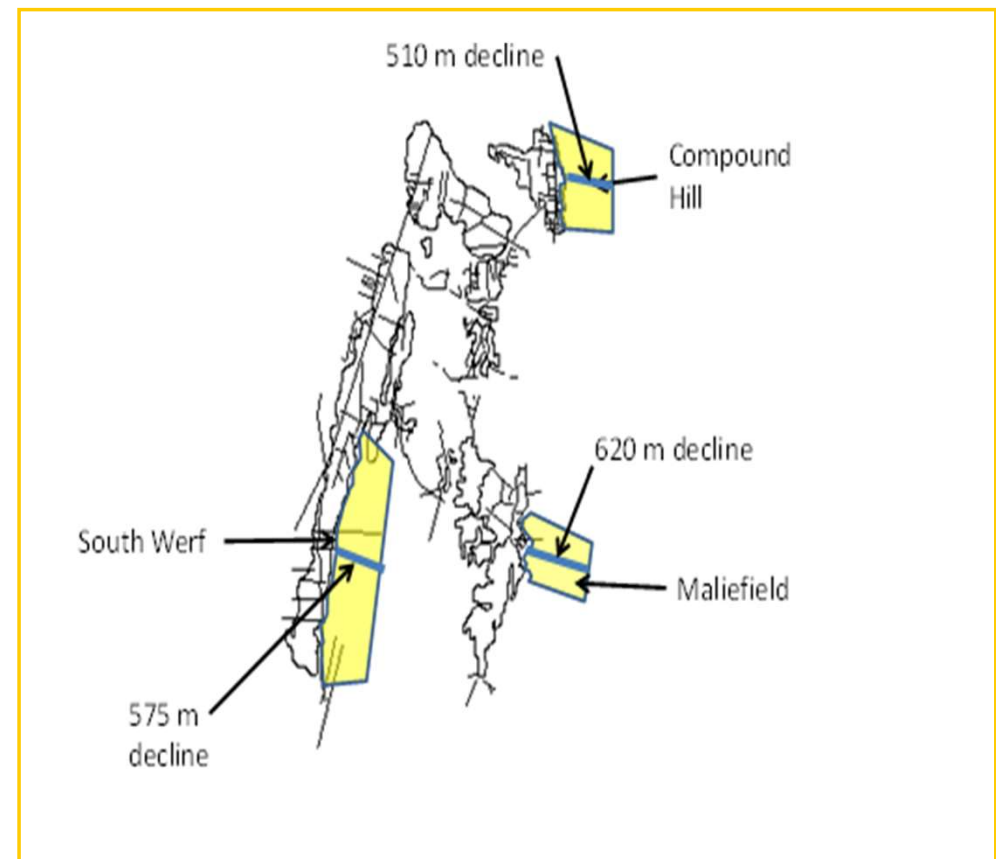 510 m decline
Compound
Hill
620 m decline
South Werf
Maliefield
575 m
decline